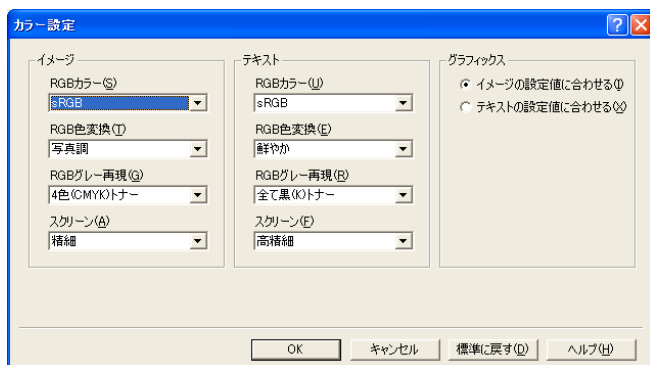 カラー設定
イメージ
RGBカラー(S)
sRGB
RGB色変換(T)
写真調
RGBグレー再現(G)
4色(CMYK)トナー
スクリーン(A)
精細
テキスト
RGBカラー(U)
sRGB
RGB色変換(E)
鮮やか
RGBグレー再現(R)
全て黒(K)トナー
スクリーン(F)
高精細
グラフィックス
イメージの設定値に合わせる(I)
テキストの設定値に合わせる(X)
OK
キャンセル
標準に戻す(D)
ヘルプ(H)